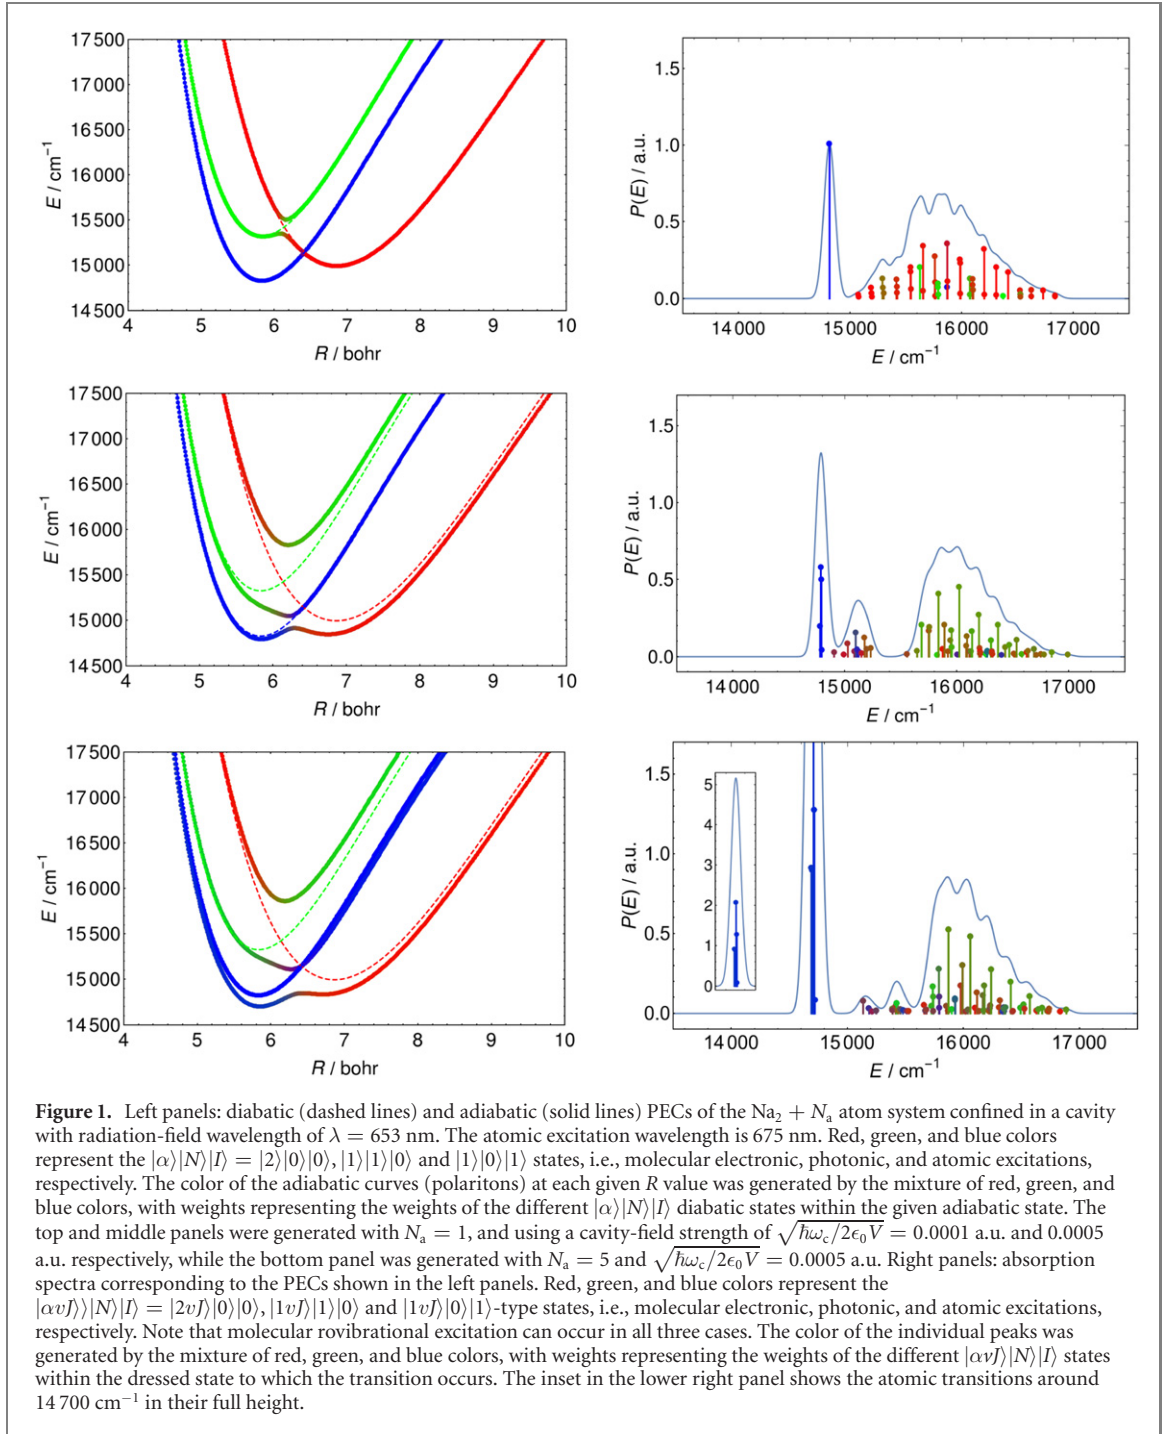 17500
17000
16500
16000
15500
15000
14500
E / cm⁻¹
4 5 6 7 8 9 10
R / bohr
1.5
1.0
0.5
0.0
P(E) / a.u.
14000 15000 16000 17000
E / cm⁻¹
17500
17000
16500
16000
15500
15000
14500
E / cm⁻¹
4 5 6 7 8 9 10
R / bohr
1.5
1.0
0.5
0.0
P(E) / a.u.
14000 15000 16000 17000
E / cm⁻¹
17500
17000
16500
16000
15500
15000
14500
E / cm⁻¹
4 5 6 7 8 9 10
R / bohr
1.5
1.0
0.5
0.0
P(E) / a.u.
5
4
3
2
1
0
14000 15000 16000 17000
E / cm⁻¹
Figure 1. Left panels: diabatic (dashed lines) and adiabatic (solid lines) PECs of the Na₂ + Nₐ atom system confined in a cavity
with radiation-field wavelength of λ = 653 nm. The atomic excitation wavelength is 675 nm. Red, green, and blue colors
represent the |α⟩|N⟩|I⟩ = |2⟩|0⟩|0⟩, |1⟩|1⟩|0⟩ and |1⟩|0⟩|1⟩ states, i.e., molecular electronic, photonic, and atomic excitations,
respectively. The color of the adiabatic curves (polaritons) at each given R value was generated by the mixture of red, green, and
blue colors, with weights representing the weights of the different |α⟩|N⟩|I⟩ diabatic states within the given adiabatic state. The
top and middle panels were generated with Nₐ = 1, and using a cavity-field strength of √ħω_c/2ϵ₀V = 0.0001 a.u. and 0.0005
a.u. respectively, while the bottom panel was generated with Nₐ = 5 and √ħω_c/2ϵ₀V = 0.0005 a.u. Right panels: absorption
spectra corresponding to the PECs shown in the left panels. Red, green, and blue colors represent the
|αvJ⟩⟩|N⟩|I⟩ = |2vJ⟩|0⟩|0⟩, |1vJ⟩|1⟩|0⟩ and |1vJ⟩|0⟩|1⟩-type states, i.e., molecular electronic, photonic, and atomic excitations,
respectively. Note that molecular rovibrational excitation can occur in all three cases. The color of the individual peaks was
generated by the mixture of red, green, and blue colors, with weights representing the weights of the different |ανJ⟩|N⟩|I⟩ states
within the dressed state to which the transition occurs. The inset in the lower right panel shows the atomic transitions around
14 700 cm⁻¹ in their full height.